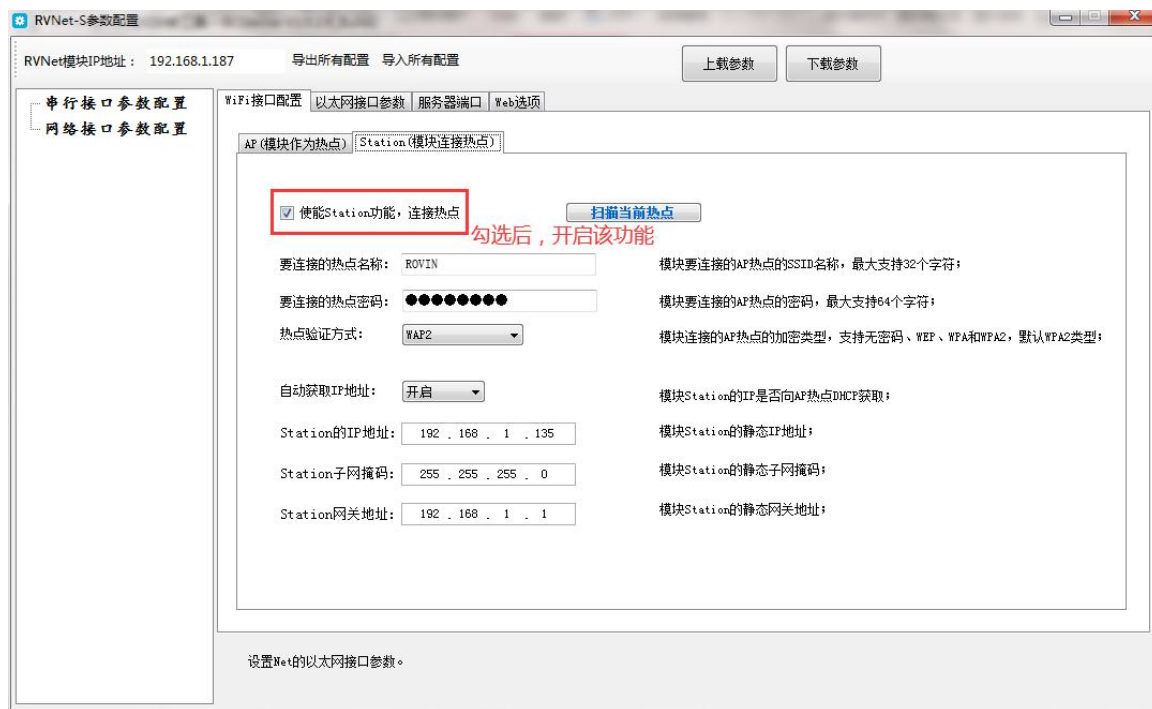 RVNet-S参数配置
RVNet模块IP地址： 192.168.1.187 导出所有配置 导入所有配置 上载参数 下载参数
串行接口参数配置
网络接口参数配置
WiFi接口配置 以太网接口参数 服务器端口 Web选项
AP(模块作为热点) Station(模块连接热点)
使能Station功能，连接热点 扫描当前热点
勾选后，开启该功能
要连接的热点名称： ROVIN 模块要连接的AP热点的SSID名称，最大支持32个字符；
要连接的热点密码： ●●●●●●●● 模块要连接的AP热点的密码，最大支持64个字符；
热点验证方式： WAP2 模块连接的AP热点的加密类型，支持无密码、WEP、WPA和WPA2，默认WPA2类型；
自动获取IP地址： 开启 模块Station的IP是否向AP热点DHCP获取；
Station的IP地址： 192 . 168 . 1 . 135 模块Station的静态IP地址；
Station子网掩码： 255 . 255 . 255 . 0 模块Station的静态子网掩码；
Station网关地址： 192 . 168 . 1 . 1 模块Station的静态网关地址；
设置Net的以太网接口参数。